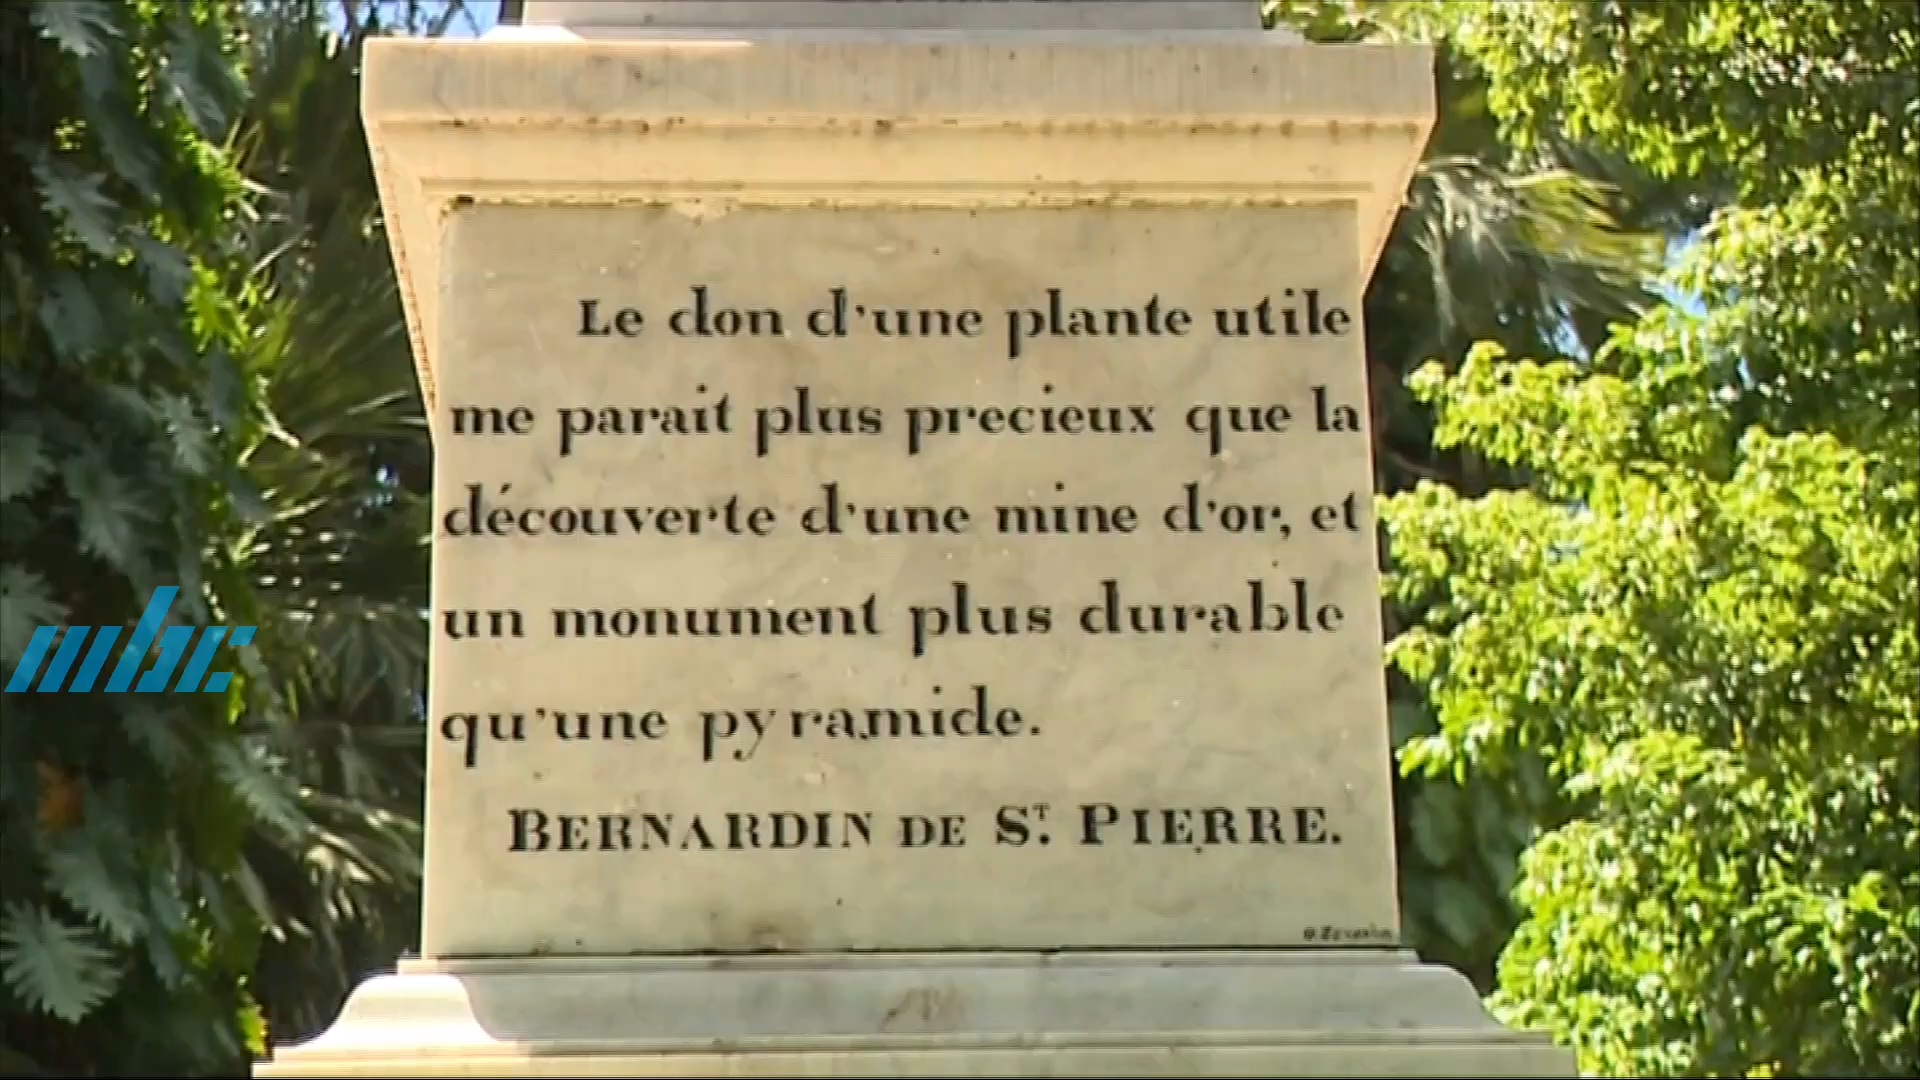 mbc
Le don d'une plante utile
me parait plus precieux que la
découverte d'une mine d'or, et
un monument plus durable
qu'une pyramide.
BERNARDIN DE ST. PIERRE.